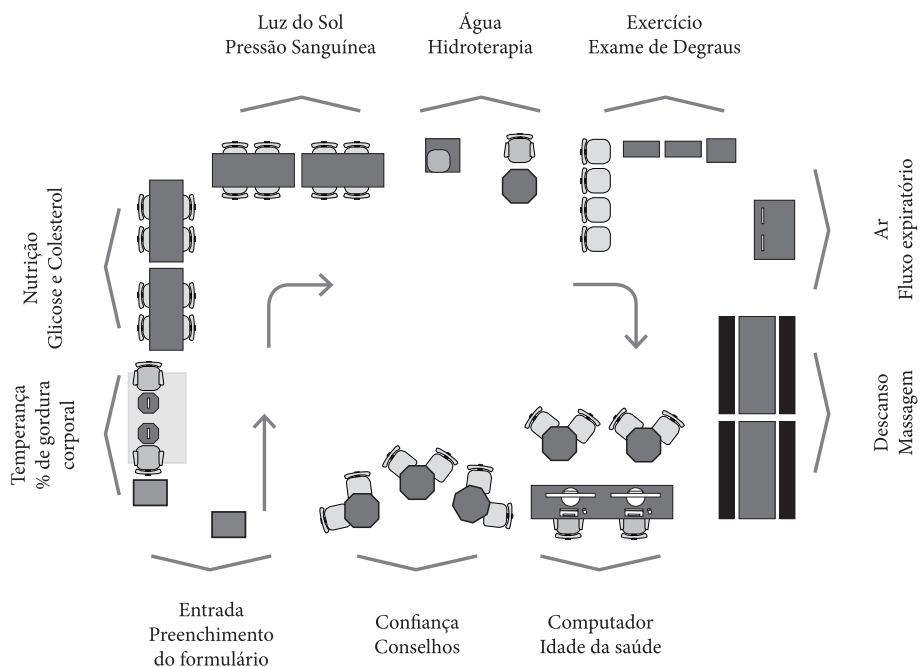 Luz do Sol
Pressão Sanguínea
Água
Hidroterapia
Exercício
Exame de Degraus
Ar
Fluxo expiratório
Descanso
Massagem
Computador
Idade da saúde
Confiança
Conselhos
Entrada
Preenchimento
do formulário
Temperança
% de gordura
corporal
Nutrição
Glicose e Colesterol